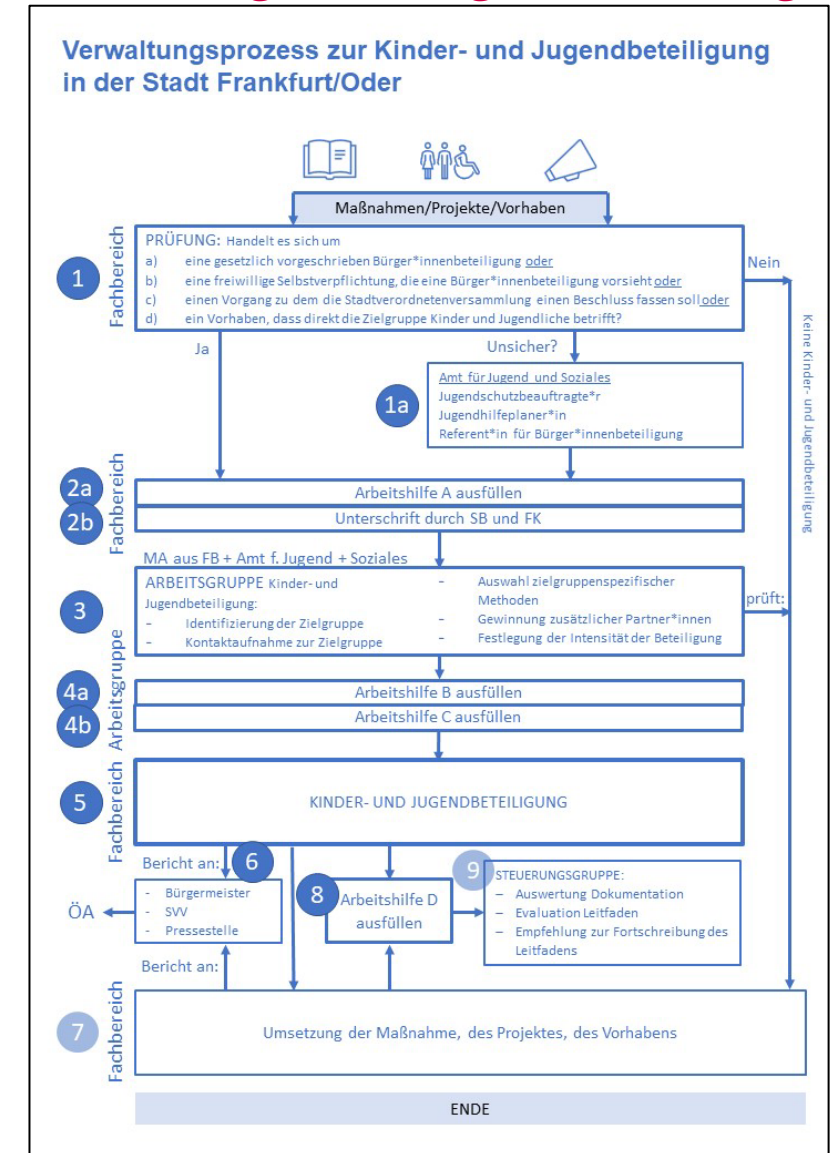 Verwaltungsprozess zur Kinder- und Jugendbeteiligung
in der Stadt Frankfurt/Oder
Maßnahmen/Projekte/Vorhaben
1
Fachbereich
PRÜFUNG: Handelt es sich um
a) eine gesetzlich vorgeschrieben Bürger*innenbeteiligung oder
b) eine freiwillige Selbstverpflichtung, die eine Bürger*innenbeteiligung vorsieht oder
c) einen Vorgang zu dem die Stadtverordnetenversammlung einen Beschluss fassen soll oder
d) ein Vorhaben, dass direkt die Zielgruppe Kinder und Jugendliche betrifft?
Nein
Keine Kinder- und Jugendbeteiligung
Ja
Unsicher?
1a
Amt für Jugend und Soziales
Jugendschutzbeauftragte*r
Jugendhilfeplaner*in
Referent*in für Bürger*innenbeteiligung
Fachbereich
2a
Arbeitshilfe A ausfüllen
2b
Unterschrift durch SB und FK
MA aus FB + Amt f. Jugend + Soziales
3
ARBEITSGRUPPE Kinder- und
Jugendbeteiligung:
- Identifizierung der Zielgruppe
- Kontaktaufnahme zur Zielgruppe
- Auswahl zielgruppenspezifischer
Methoden
- Gewinnung zusätzlicher Partner*innen
- Festlegung der Intensität der Beteiligung
prüft:
Arbeitsgruppe
4a
Arbeitshilfe B ausfüllen
4b
Arbeitshilfe C ausfüllen
5
Fachbereich
KINDER- UND JUGENDBETEILIGUNG
Bericht an:
6
ÖA
- Bürgermeister
- SVV
- Pressestelle
Bericht an:
8
Arbeitshilfe D
ausfüllen
9
STEUERUNGSGRUPPE:
– Auswertung Dokumentation
– Evaluation Leitfaden
– Empfehlung zur Fortschreibung des
Leitfadens
7
Fachbereich
Umsetzung der Maßnahme, des Projektes, des Vorhabens
ENDE